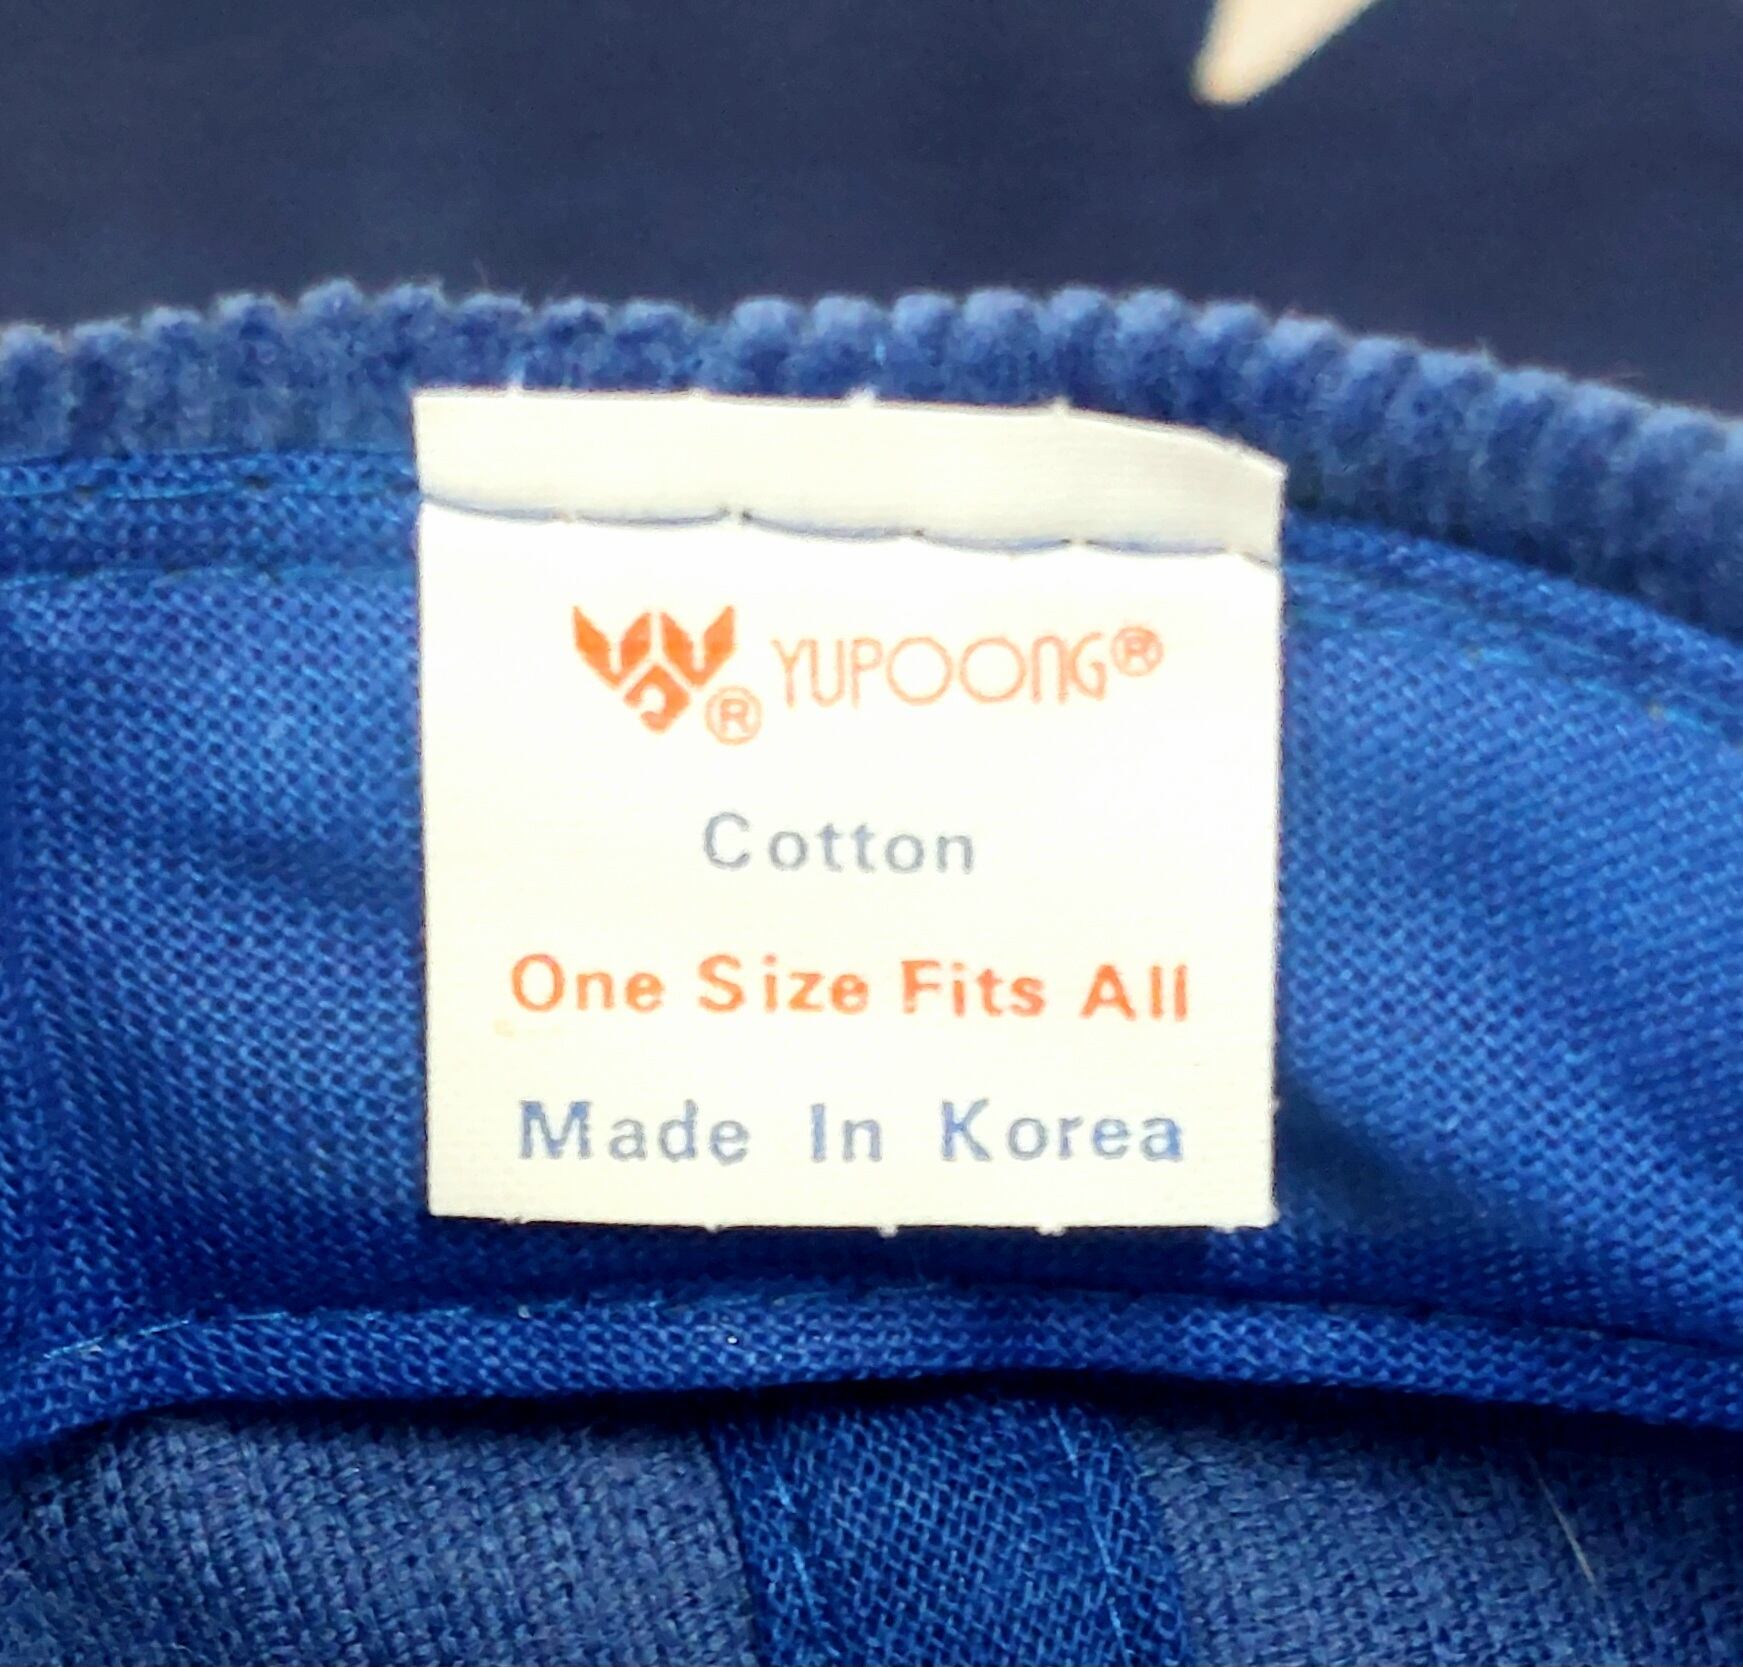 ® YUPOONG®
Cotton
One Size Fits All
Made In Korea